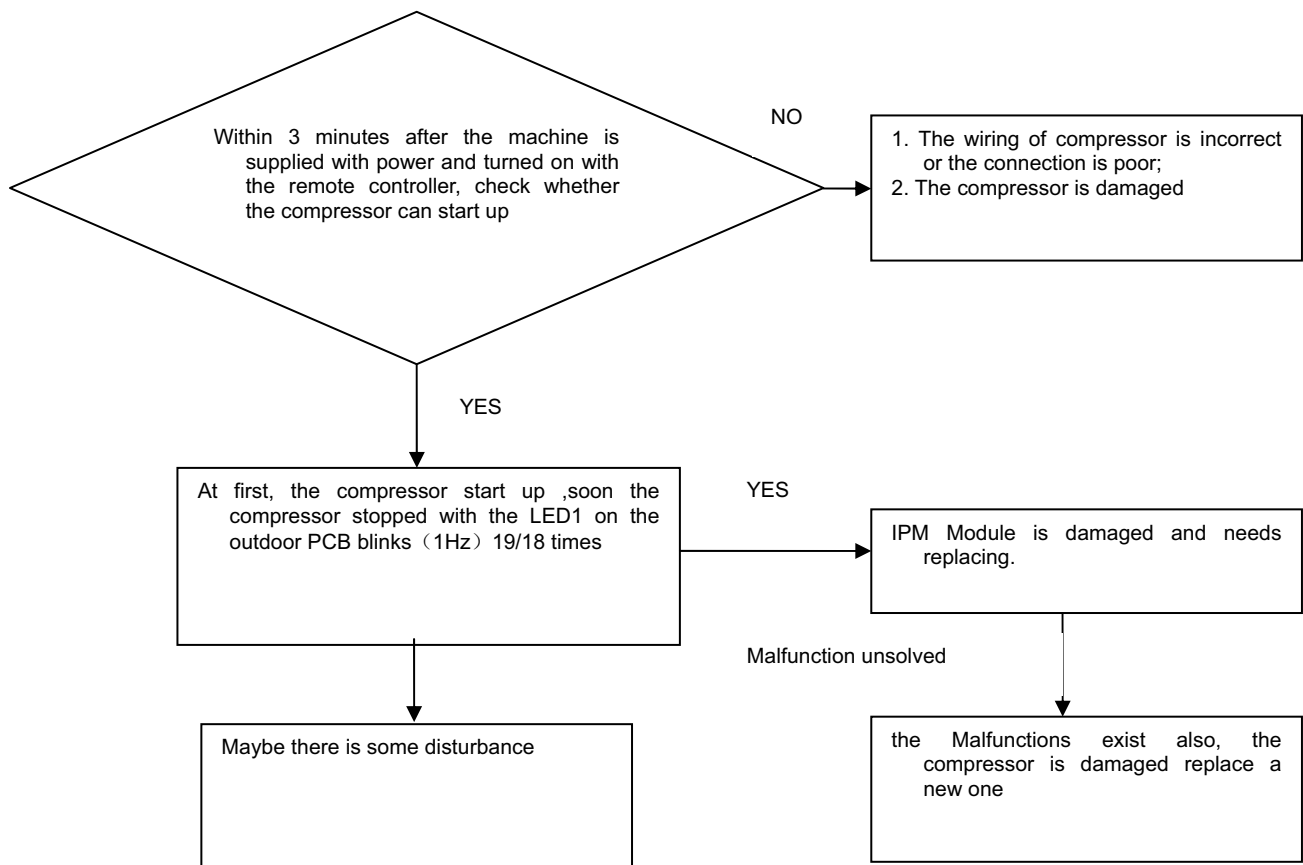 Within 3 minutes after the machine is
supplied with power and turned on with
the remote controller, check whether
the compressor can start up
NO
1. The wiring of compressor is incorrect
or the connection is poor;
2. The compressor is damaged
YES
At first, the compressor start up ,soon the
compressor stopped with the LED1 on the
outdoor PCB blinks（1Hz）19/18 times
YES
IPM Module is damaged and needs
replacing.
Malfunction unsolved
Maybe there is some disturbance
the Malfunctions exist also, the
compressor is damaged replace a
new one